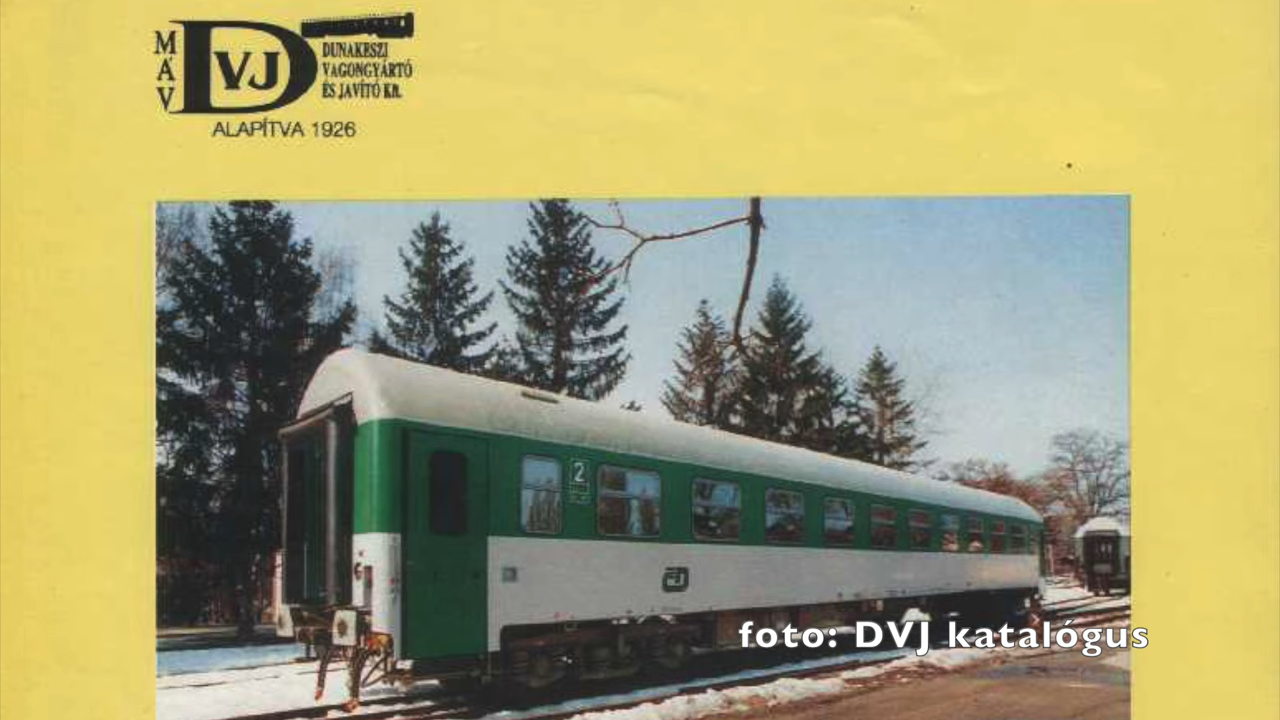 MÁV
DVJ
DUNAKESZI
VAGONGYÁRTÓ
ÉS JAVÍTÓ Kft.
ALAPÍTVA 1926
2
ČD
foto: DVJ katalógus